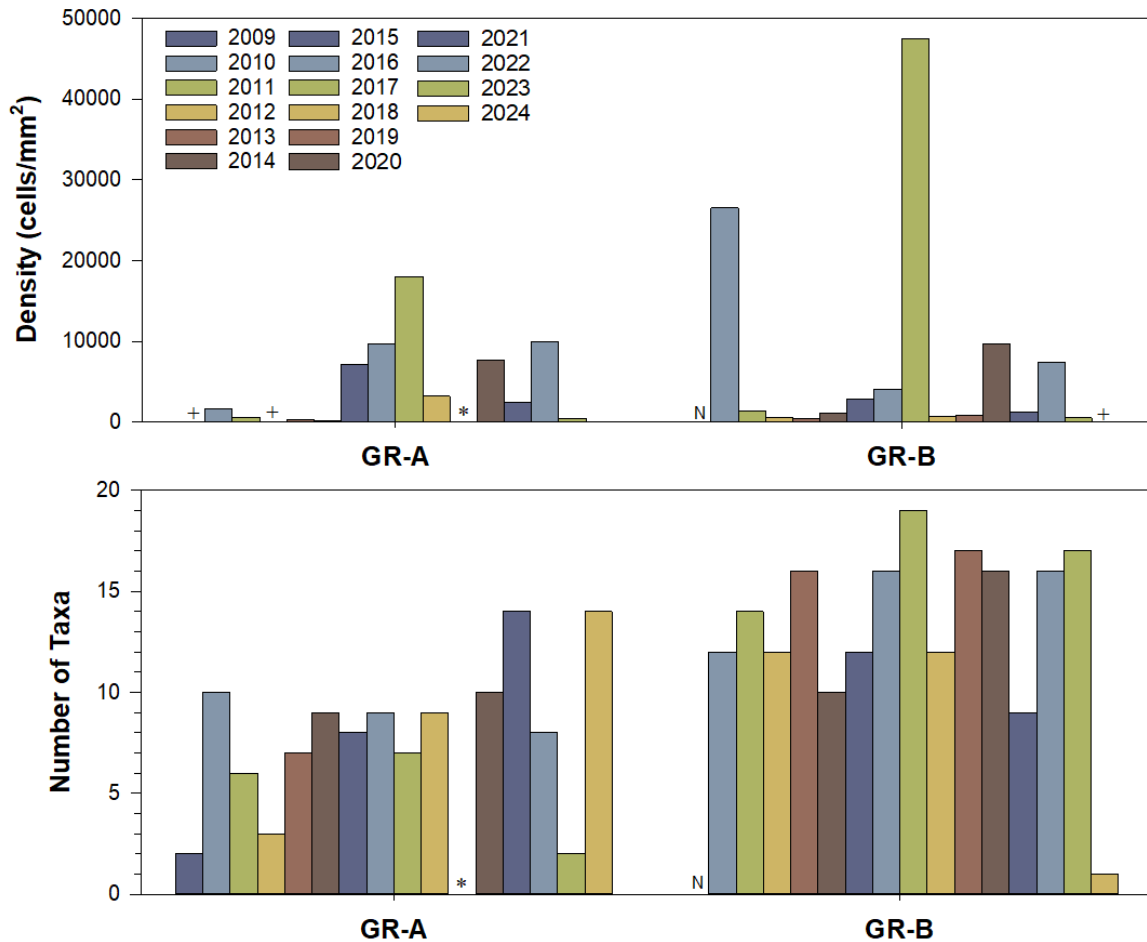 50000
40000
30000
20000
10000
0
Density (cells/mm²)
2009 2015 2021
2010 2016 2022
2011 2017 2023
2012 2018 2024
2013 2019
2014 2020
+ + * N +
GR-A GR-B
20
15
10
5
0
Number of Taxa
* N
GR-A GR-B